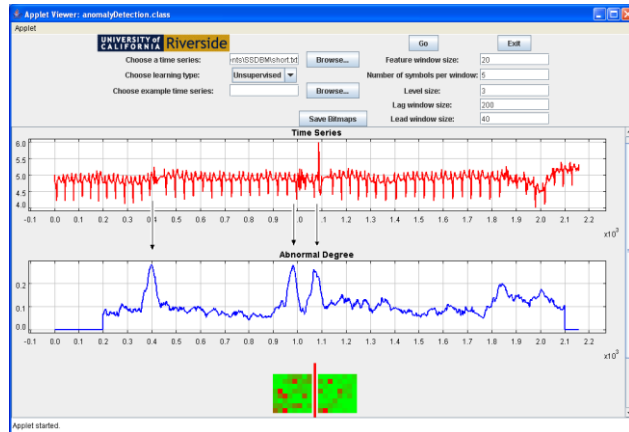 Applet Viewer: anomalyDetection.class
Applet
UNIVERSITY OF CALIFORNIA Riverside
Go Exit
Choose a time series: nts\SSDBM\short.txt Browse... Feature window size: 20
Choose learning type: Unsupervised Number of symbols per window: 5
Choose example time series: Browse... Level size: 3
Lag window size: 200
Save Bitmaps Lead window size: 40
Time Series
6.0
5.5
5.0
4.5
4.0
-0.1 0.0 0.1 0.2 0.3 0.4 0.5 0.6 0.7 0.8 0.9 1.0 1.1 1.2 1.3 1.4 1.5 1.6 1.7 1.8 1.9 2.0 2.1 2.2
x10³
Abnormal Degree
0.2
0.1
0.0
-0.1 0.0 0.1 0.2 0.3 0.4 0.5 0.6 0.7 0.8 0.9 1.0 1.1 1.2 1.3 1.4 1.5 1.6 1.7 1.8 1.9 2.0 2.1 2.2
x10³
Applet started.